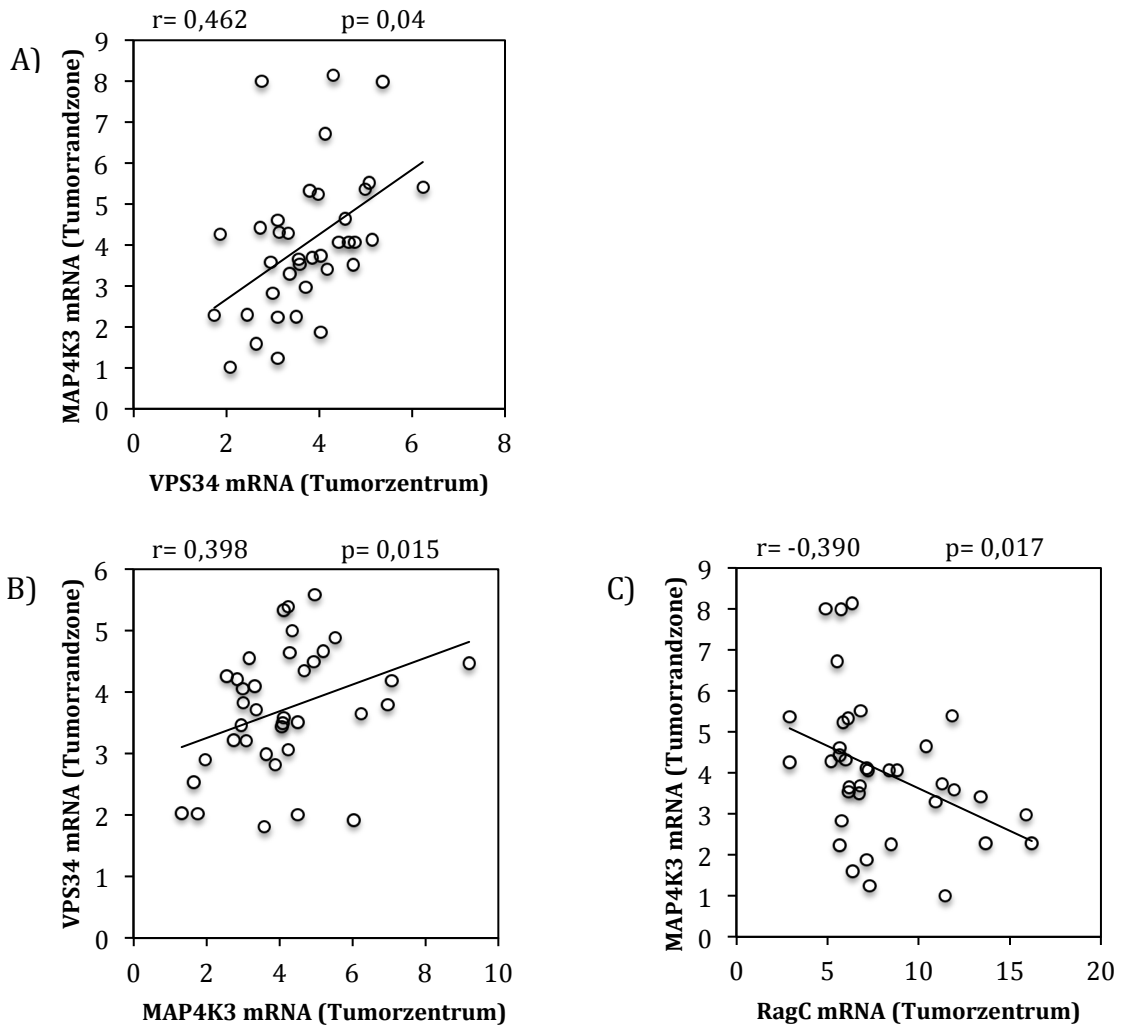 r= 0,462 p= 0,04
A)
MAP4K3 mRNA (Tumorrandzone)
9
8
7
6
5
4
3
2
1
0
0 2 4 6 8
VPS34 mRNA (Tumorzentrum)
r= 0,398 p= 0,015
B)
VPS34 mRNA (Tumorrandzone)
6
5
4
3
2
1
0
0 2 4 6 8 10
MAP4K3 mRNA (Tumorzentrum)
r= -0,390 p= 0,017
C)
MAP4K3 mRNA (Tumorrandzone)
9
8
7
6
5
4
3
2
1
0
0 5 10 15 20
RagC mRNA (Tumorzentrum)